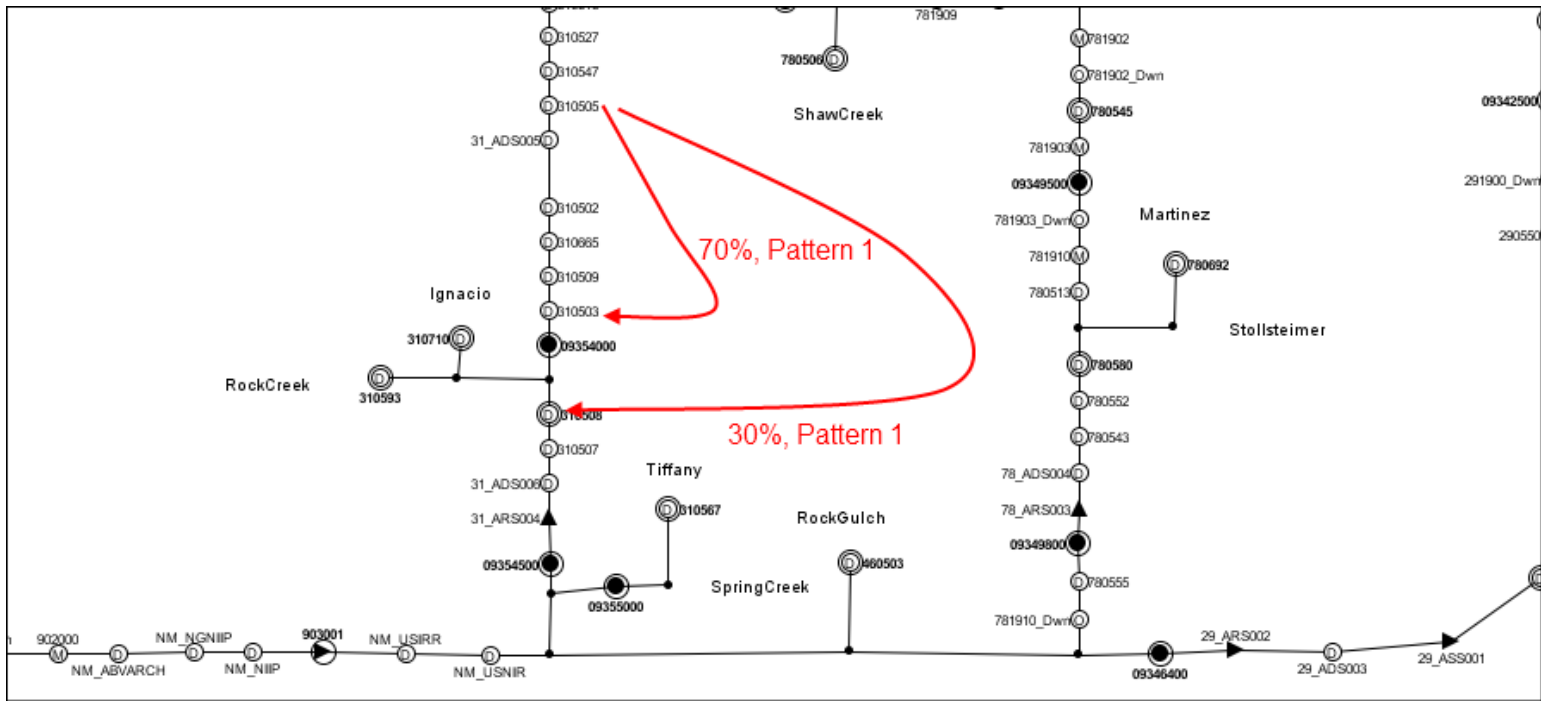 781909
310527
781902
780506
310547
781902_Dwn
310505
09342500
780545
ShawCreek
31_ADS005
781903
09349500
291900_Dwn
310502
Martinez
781903_Dwn
290550
310665
70%, Pattern 1
781910
780692
310509
Ignacio
780513
310503
Stollsteimer
310710
09354000
780580
RockCreek
310593
780552
310508
30%, Pattern 1
780543
310507
Tiffany
78_ADS004
31_ADS006
310567
78_ARS003
31_ARS004
RockGulch
09349800
09354500
460503
780555
SpringCreek
09355000
781910_Dwn
903001
902000
NM_NGNIIP
NM_USIRR
29_ARS002
29_ASS001
NM_ABVARCH
NM_NIIP
NM_USNIR
09346400
29_ADS003